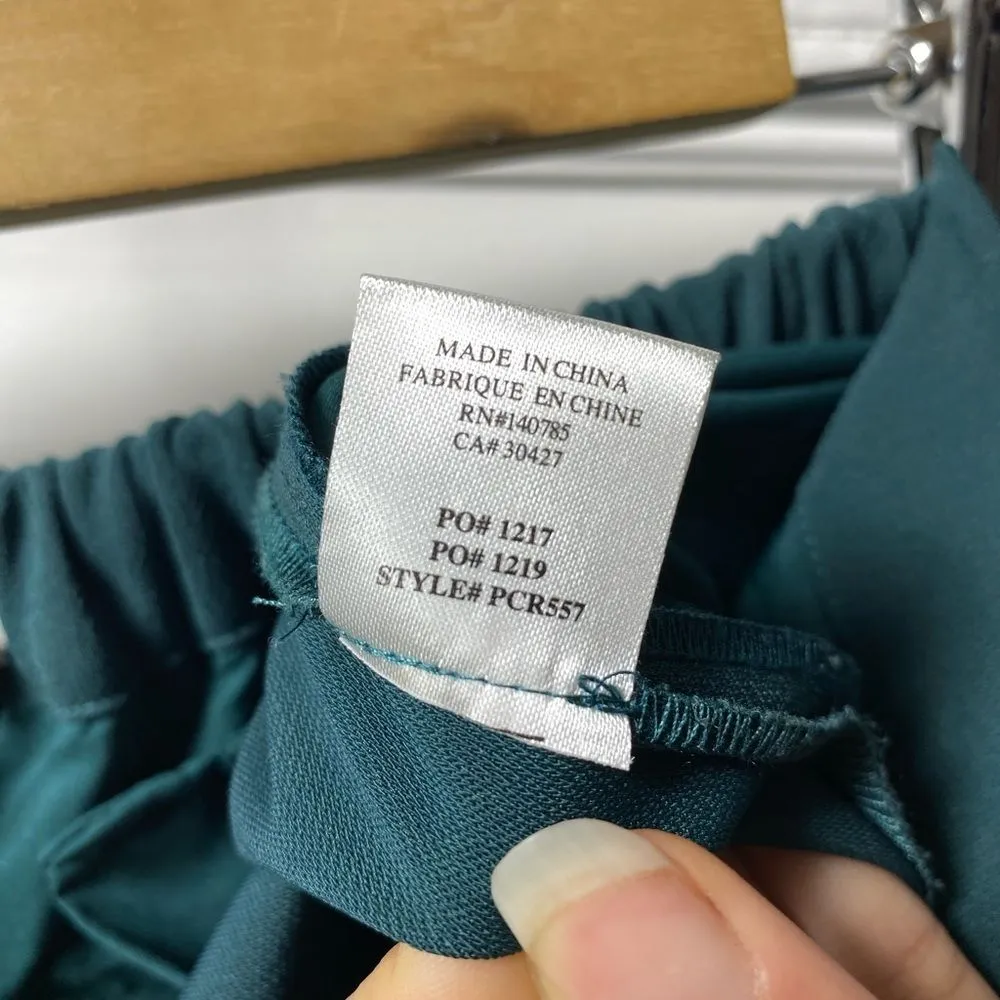 MADE IN CHINA
FABRIQUE EN CHINE
RN#140785
CA# 30427
PO# 1217
PO# 1219
STYLE# PCR557